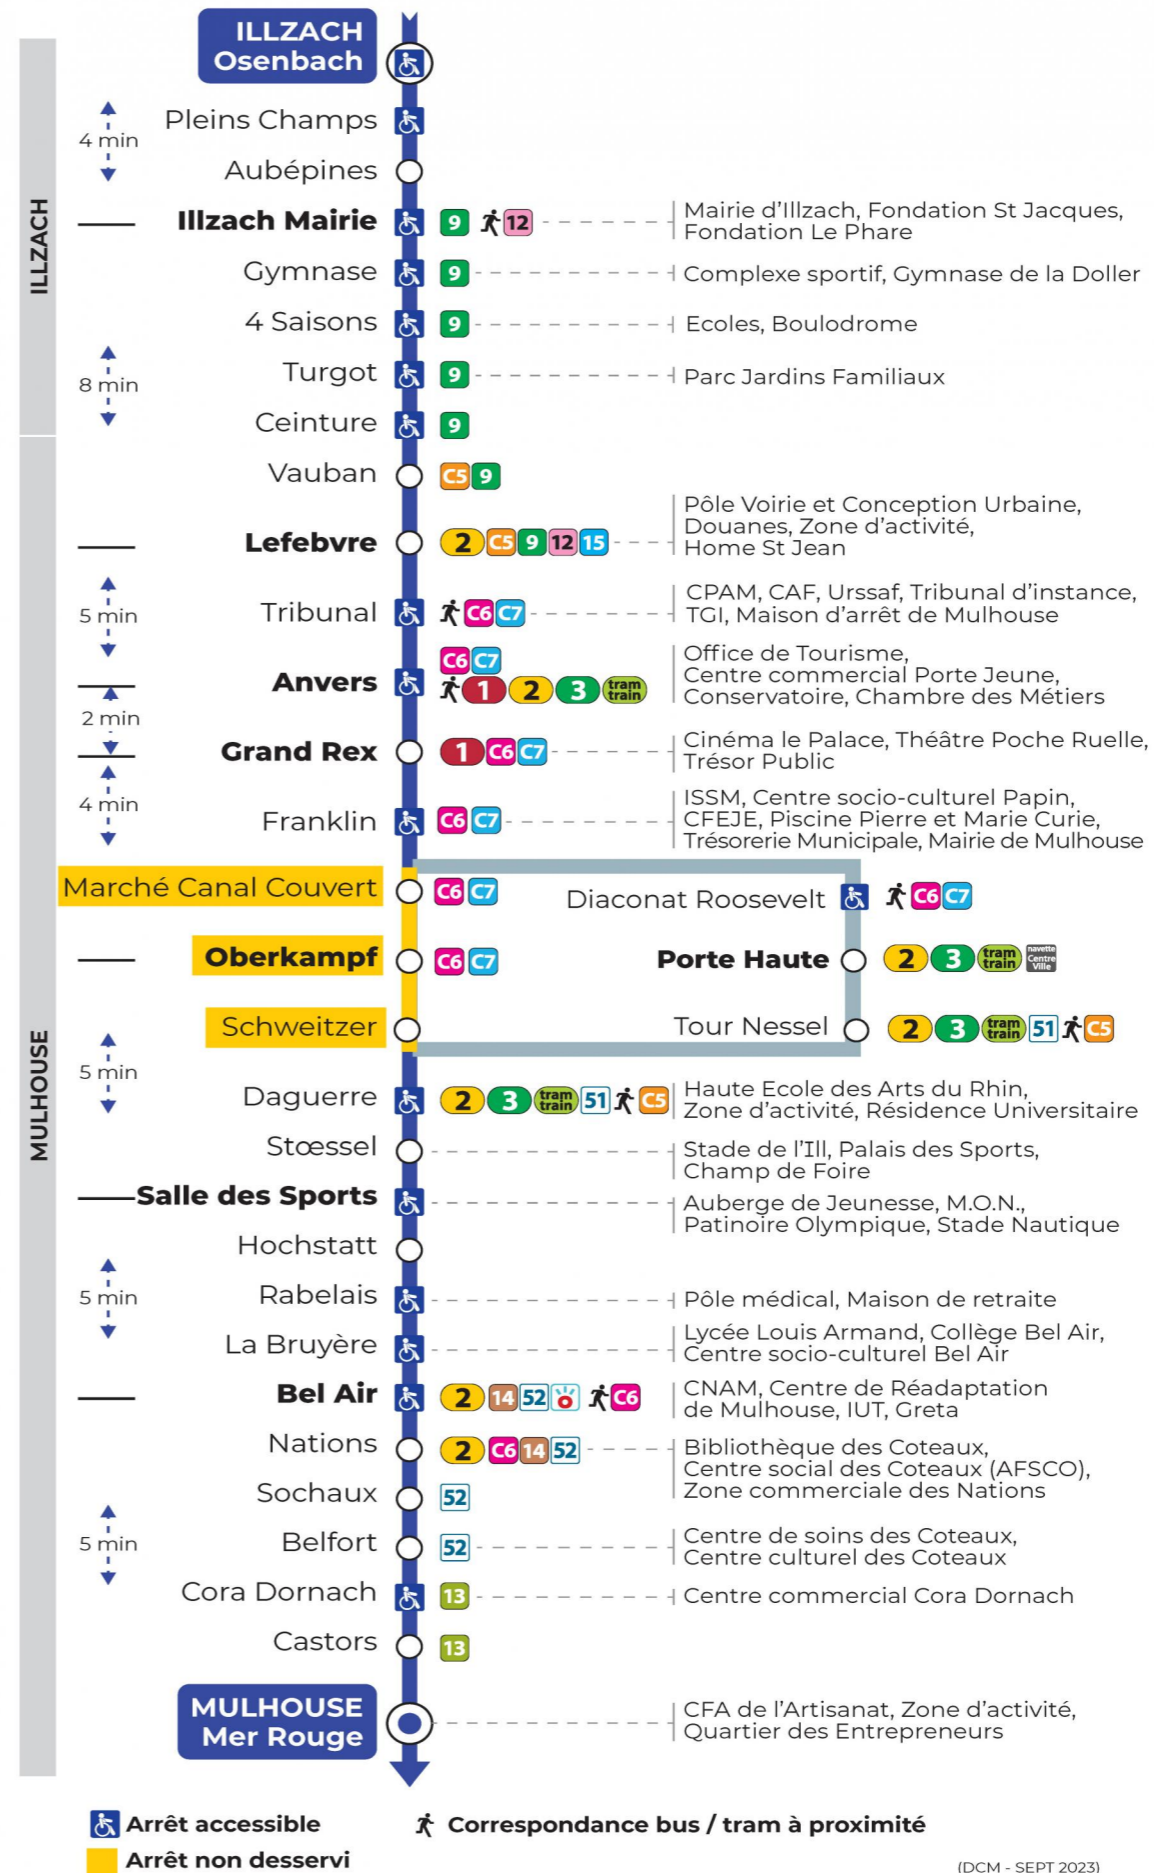 ILLZACH
Osenbach
ILLZACH
4 min
Pleins Champs
Aubépines
Illzach Mairie
9 12
Mairie d’Illzach, Fondation St Jacques,
Fondation Le Phare
Gymnase
9
Complexe sportif, Gymnase de la Doller
4 Saisons
9
Ecoles, Boulodrome
8 min
Turgot
9
Parc Jardins Familiaux
Ceinture
9
MULHOUSE
Vauban
C5 9
Lefebvre
2 C5 9 12 15
Pôle Voirie et Conception Urbaine,
Douanes, Zone d’activité,
Home St Jean
5 min
Tribunal
C6 C7
CPAM, CAF, Urssaf, Tribunal d’instance,
TGI, Maison d’arrêt de Mulhouse
Anvers
C6 C7
1 2 3 tram train
Office de Tourisme,
Centre commercial Porte Jeune,
Conservatoire, Chambre des Métiers
2 min
Grand Rex
1 C6 C7
Cinéma le Palace, Théâtre Poche Ruelle,
Trésor Public
4 min
Franklin
C6 C7
ISSM, Centre socio-culturel Papin,
CFEJE, Piscine Pierre et Marie Curie,
Trésorerie Municipale, Mairie de Mulhouse
Marché Canal Couvert
C6 C7
Diaconat Roosevelt
C6 C7
Oberkampf
C6 C7
Porte Haute
2 3 tram train navette Centre Ville
Schweitzer
Tour Nessel
2 3 tram train 51 C5
5 min
Daguerre
2 3 tram train 51 C5
Haute Ecole des Arts du Rhin,
Zone d’activité, Résidence Universitaire
Stœssel
Stade de l’Ill, Palais des Sports,
Champ de Foire
Salle des Sports
Auberge de Jeunesse, M.O.N.,
Patinoire Olympique, Stade Nautique
Hochstatt
5 min
Rabelais
Pôle médical, Maison de retraite
La Bruyère
Lycée Louis Armand, Collège Bel Air,
Centre socio-culturel Bel Air
Bel Air
2 14 52 C6
CNAM, Centre de Réadaptation
de Mulhouse, IUT, Greta
Nations
2 C6 14 52
Bibliothèque des Coteaux,
Centre social des Coteaux (AFSCO),
Zone commerciale des Nations
Sochaux
52
5 min
Belfort
52
Centre de soins des Coteaux,
Centre culturel des Coteaux
Cora Dornach
13
Centre commercial Cora Dornach
Castors
13
MULHOUSE
Mer Rouge
CFA de l’Artisanat, Zone d’activité,
Quartier des Entrepreneurs
Arrêt accessible
Correspondance bus / tram à proximité
Arrêt non desservi
(DCM - SEPT 2023)